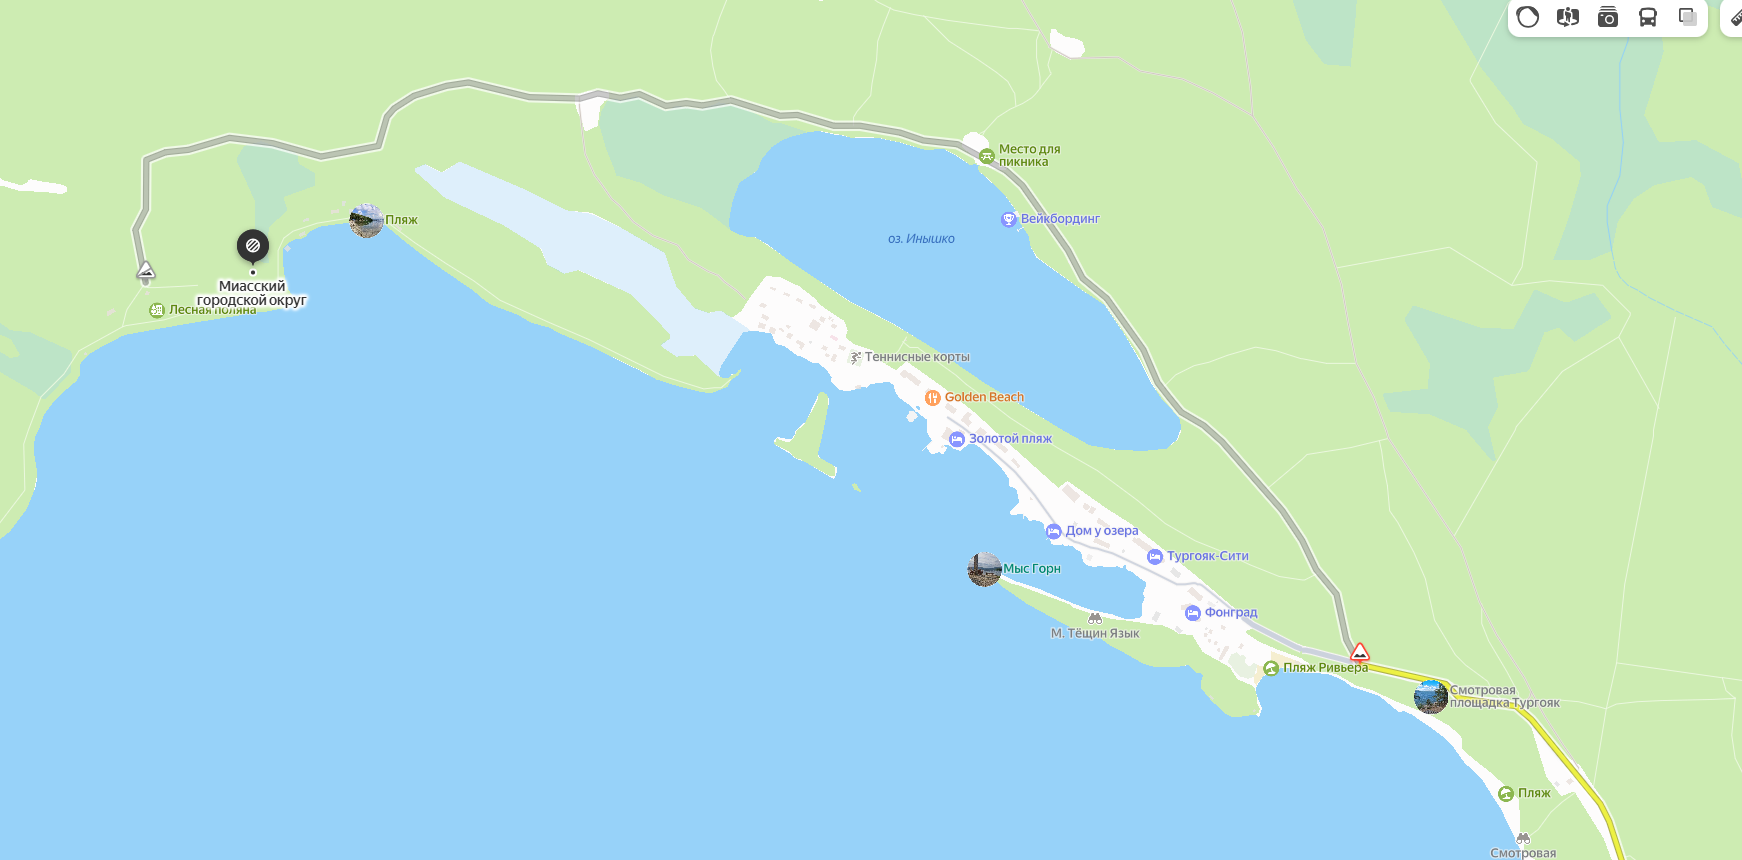 Место для
пикника
Вейкбординг
оз. Инышко
Пляж
Миасский
городской округ
Лесная поляна
Теннисные корты
Golden Beach
Золотой пляж
Дом у озера
Тургояк-Сити
Мыс Горн
Фонград
М. Тёщин Язык
Пляж Ривьера
Смотровая
площадка Тургояк
Пляж
Смотровая